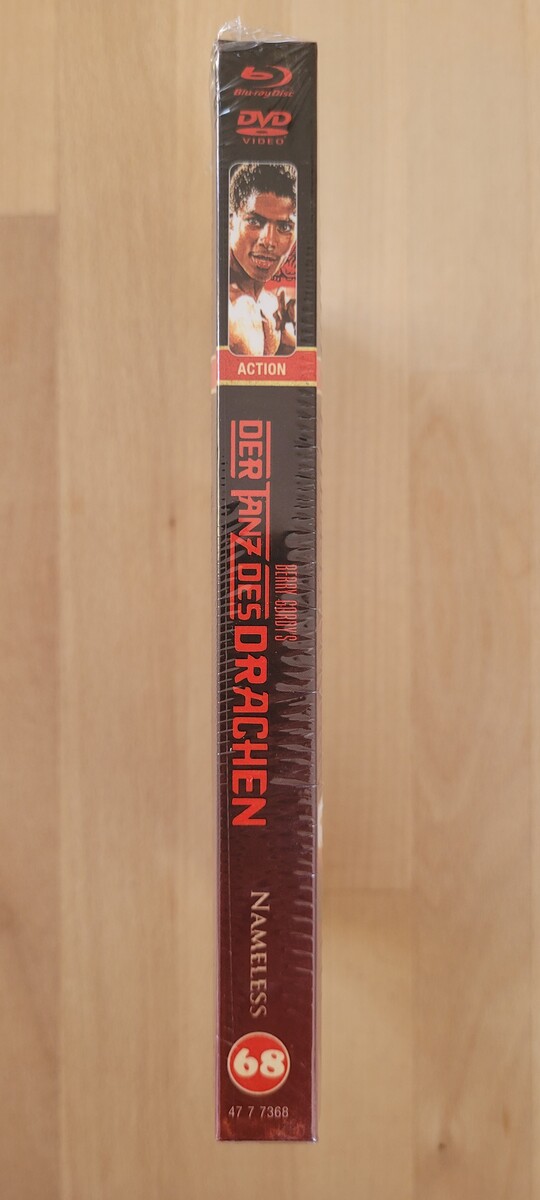 Blu-ray Disc
DVD
VIDEO
ACTION
BERRY GORDY'S
DER TANZ DES DRACHEN
NAMELESS
68
47 7 7368